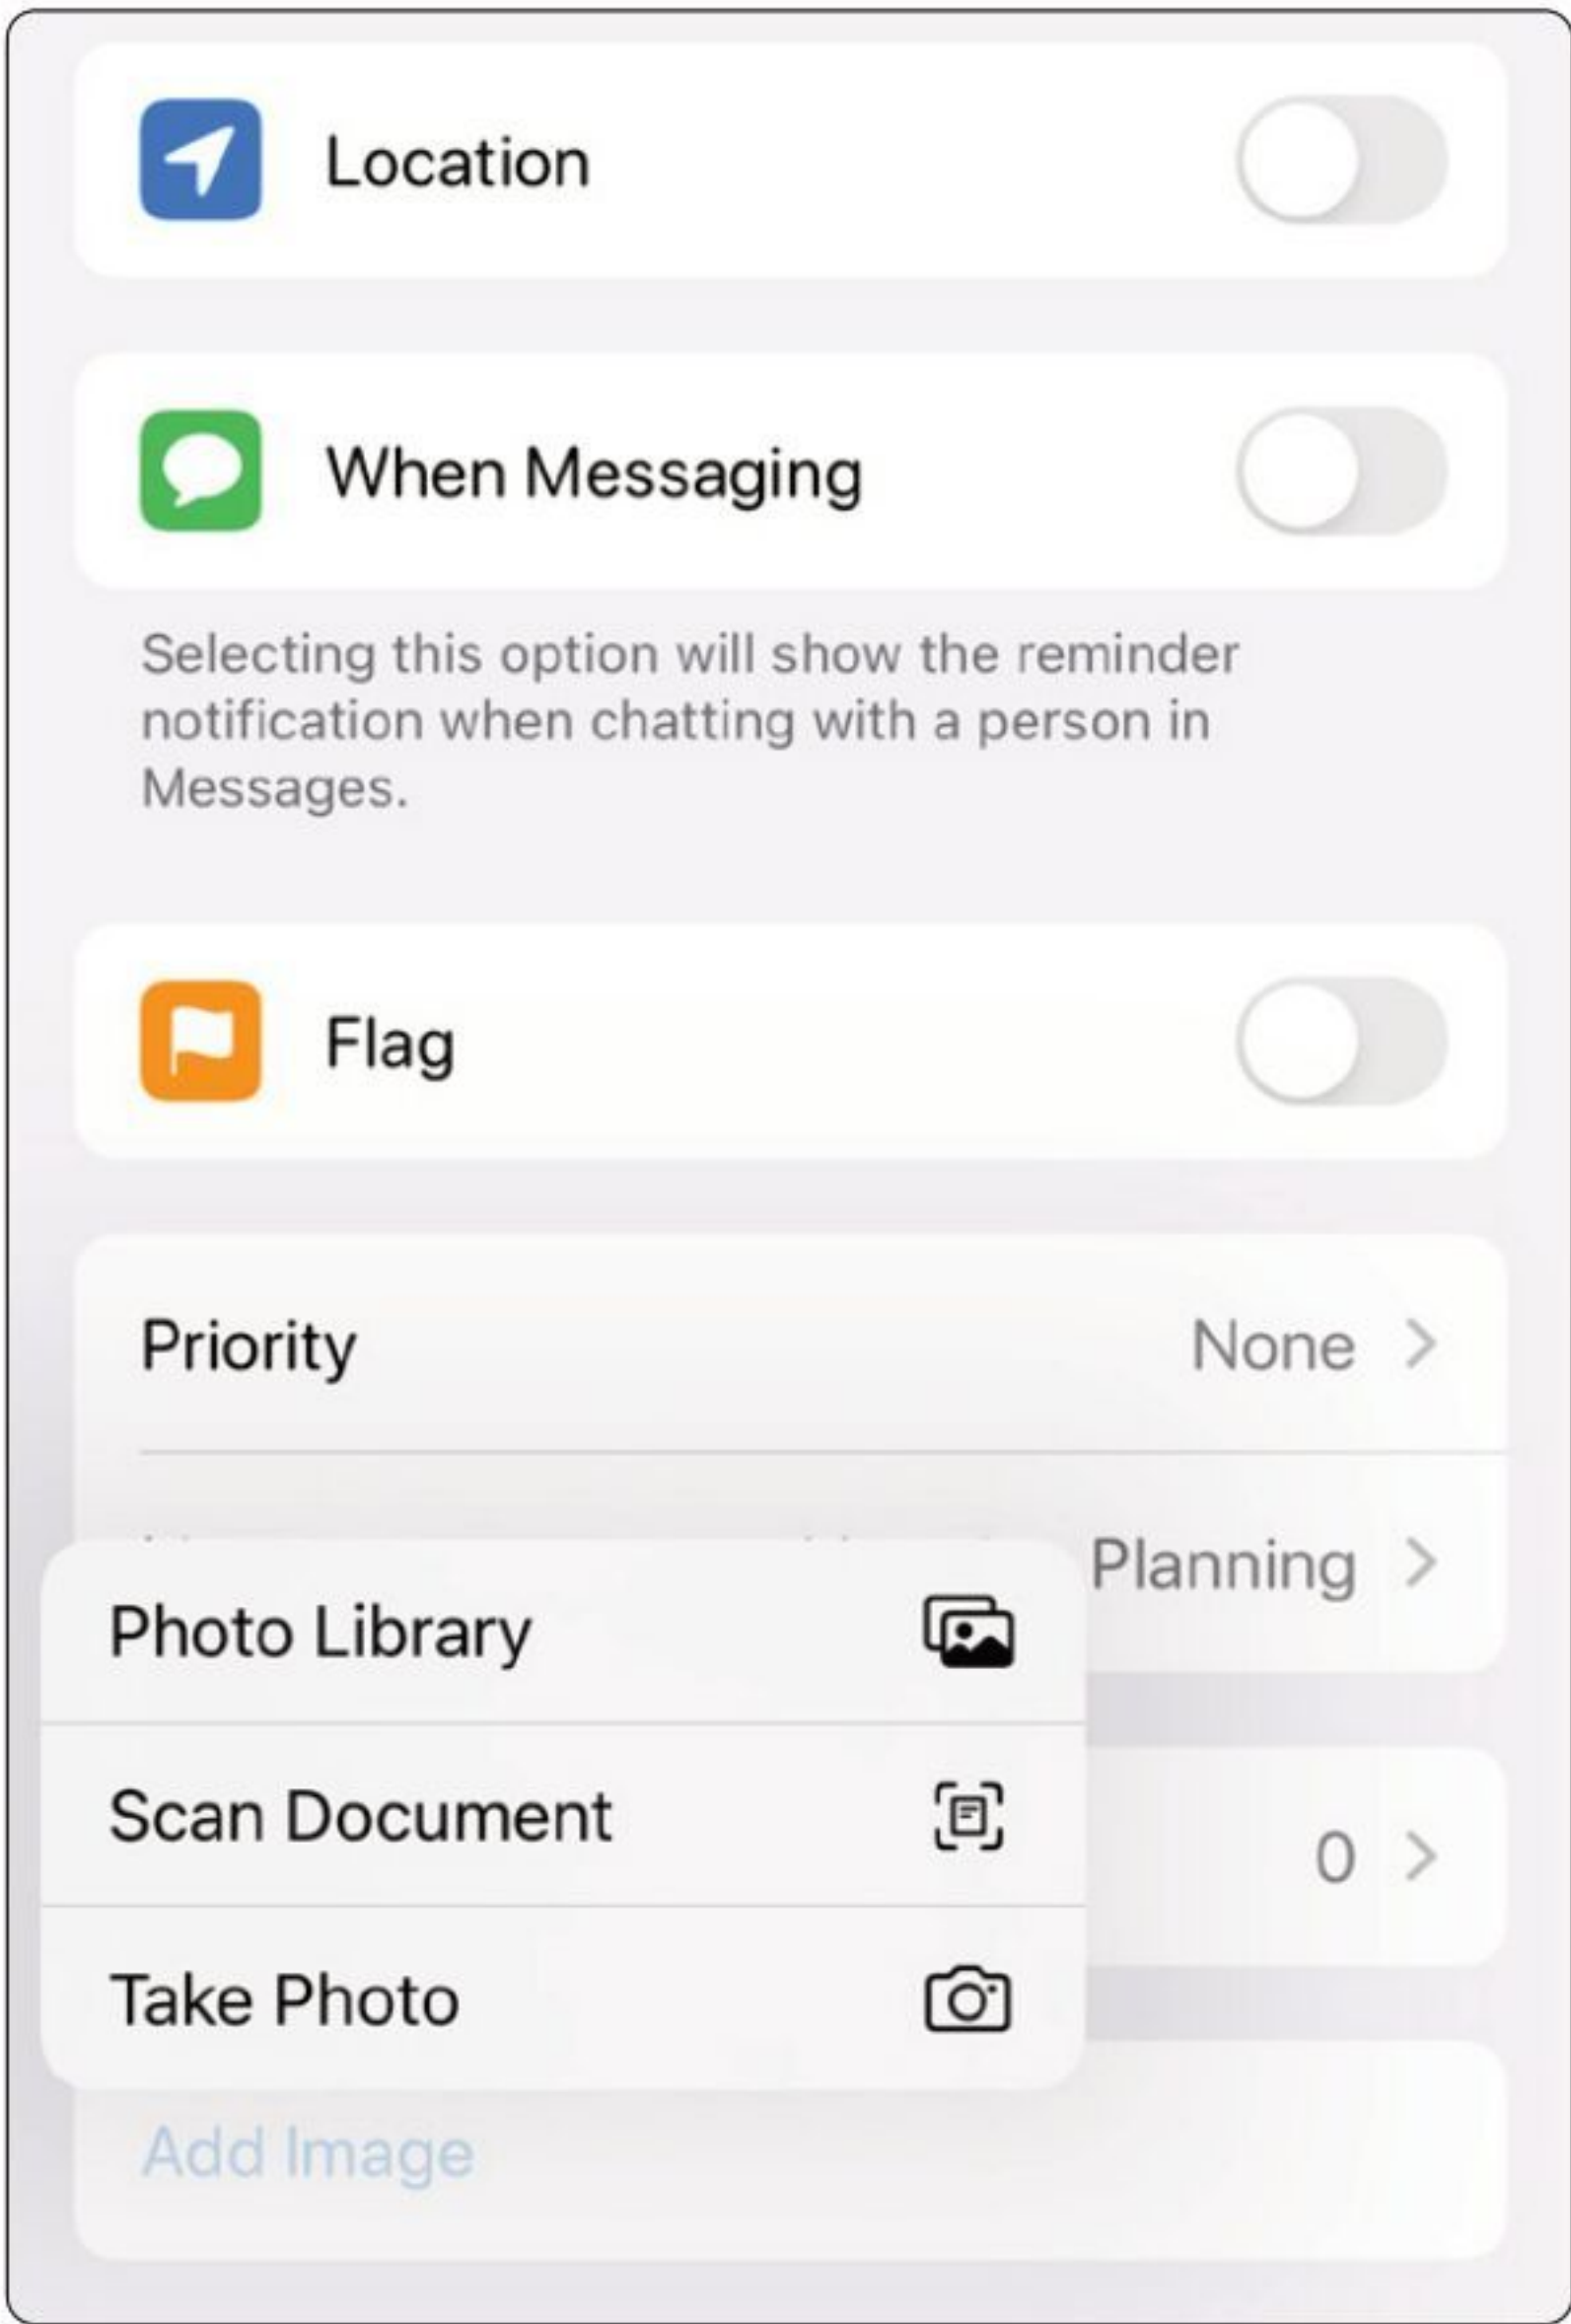 Location
When Messaging
Selecting this option will show the reminder
notification when chatting with a person in
Messages.
Flag
Priority None
Planning
Photo Library
Scan Document
0
Take Photo
Add Image